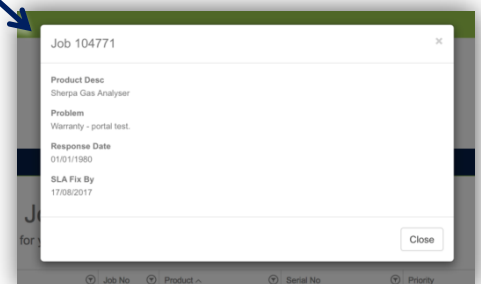 Job 104771 ×
Product Desc
Sherpa Gas Analyser
Problem
Warranty - portal test.
Response Date
01/01/1980
SLA Fix By
17/08/2017
Close
for
Job No Product Serial No Priority